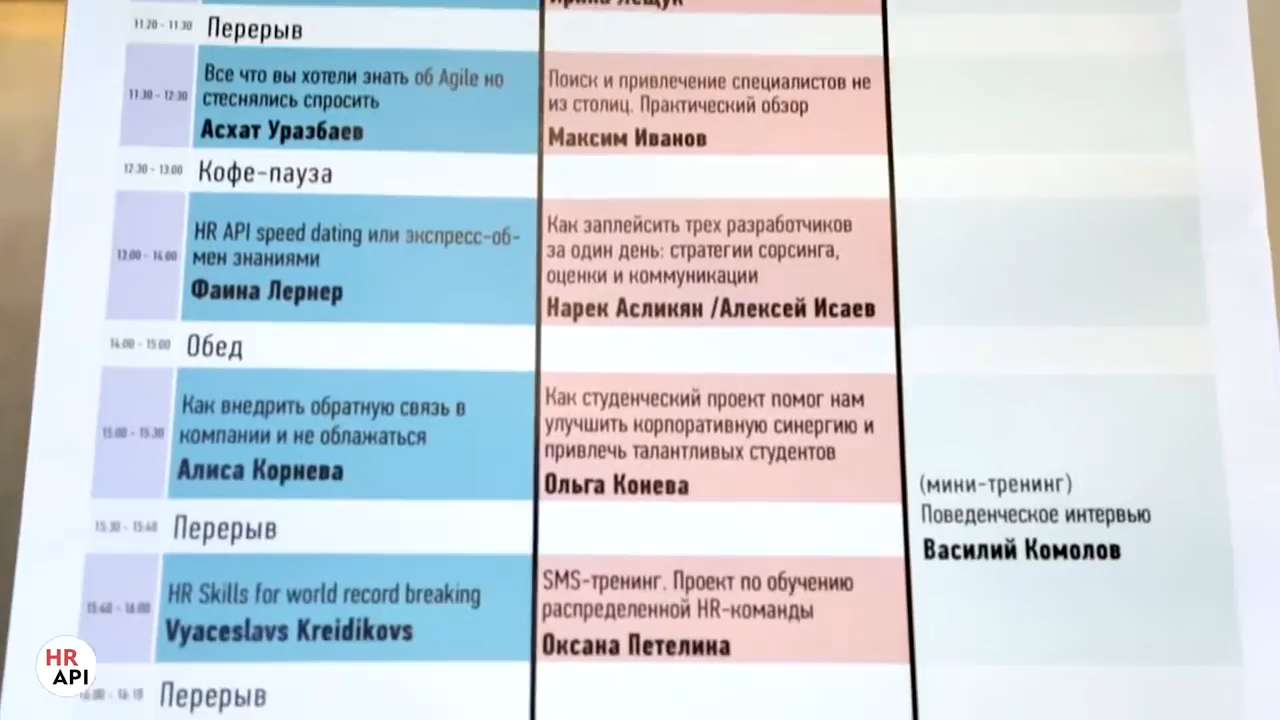 Ирина Лещук
11:20 - 11:30 Перерыв
11:30 - 12:30
Все что вы хотели знать об Agile но
стеснялись спросить
Асхат Уразбаев
Поиск и привлечение специалистов не
из столиц. Практический обзор
Максим Иванов
12:30 - 13:00 Кофе-пауза
13:00 - 14:00
HR API speed dating или экспресс-об-
мен знаниями
Фаина Лернер
Как заплейсить трех разработчиков
за один день: стратегии сорсинга,
оценки и коммуникации
Нарек Асликян /Алексей Исаев
14:00 - 15:00 Обед
15:00 - 15:30
Как внедрить обратную связь в
компании и не облажаться
Алиса Корнева
Как студенческий проект помог нам
улучшить корпоративную синергию и
привлечь талантливых студентов
Ольга Конева
(мини-тренинг)
Поведенческое интервью
Василий Комолов
15:30 - 15:40 Перерыв
15:40 - 16:00
HR Skills for world record breaking
Vyaceslavs Kreidikovs
SMS-тренинг. Проект по обучению
распределенной HR-команды
Оксана Петелина
Перерыв
HR
API